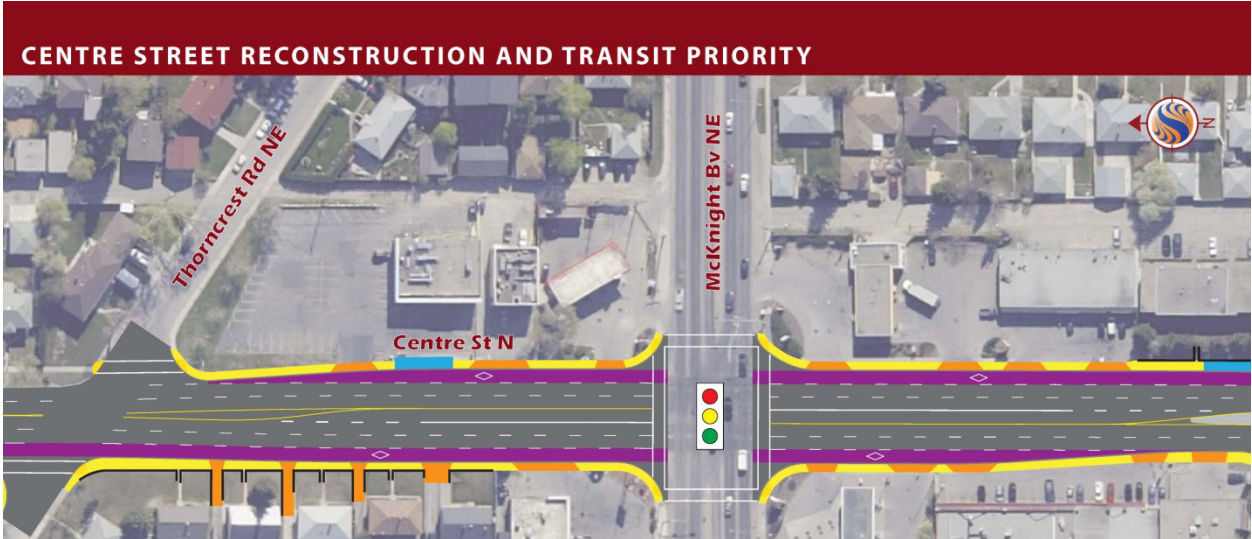 CENTRE STREET RECONSTRUCTION AND TRANSIT PRIORITY
Thorncrest Rd NE
McKnight Bv NE
N
Centre St N